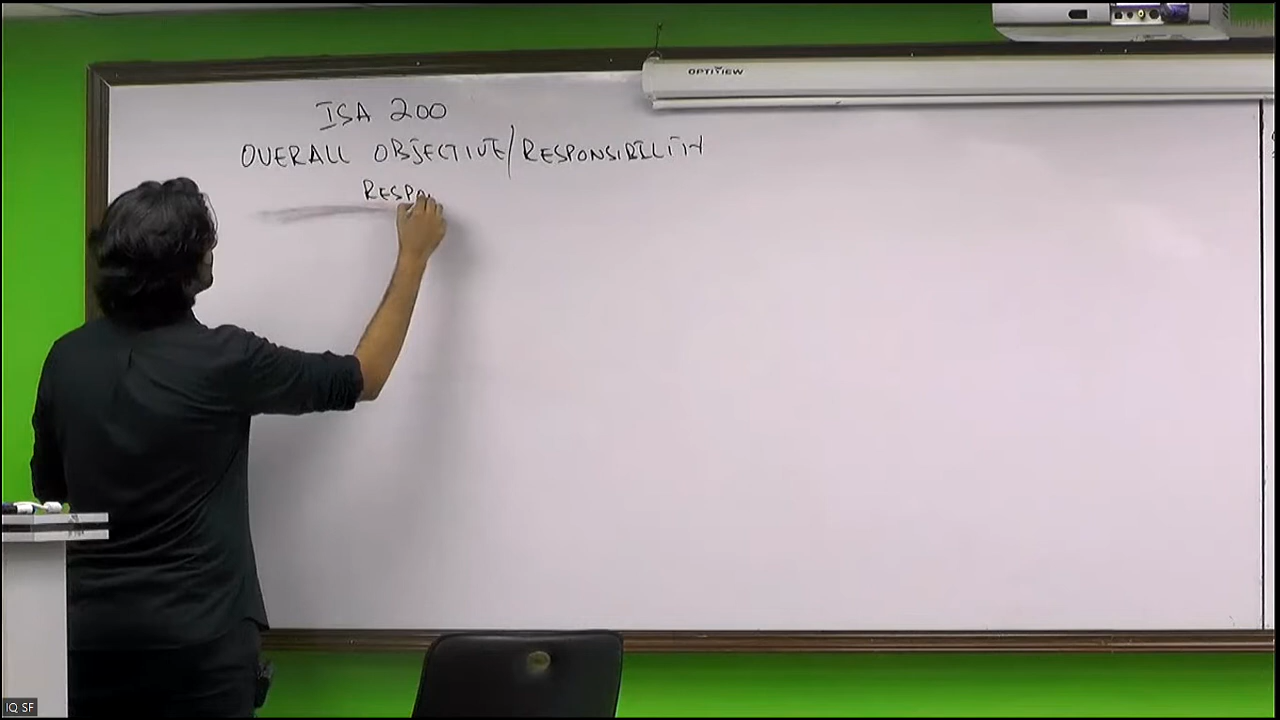 OPTIVIEW
ISA 200
OVERALL OBJECTIVE/RESPONSIBILITY
RESPO
IQ SF